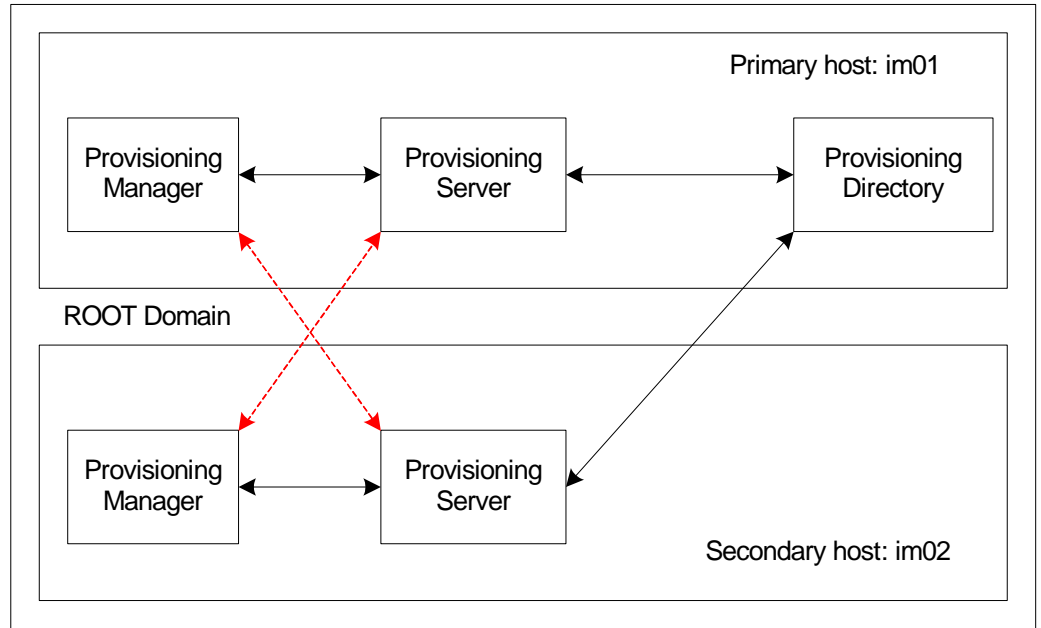 Primary host: im01
Provisioning
Manager
Provisioning
Server
Provisioning
Directory
ROOT Domain
Provisioning
Manager
Provisioning
Server
Secondary host: im02